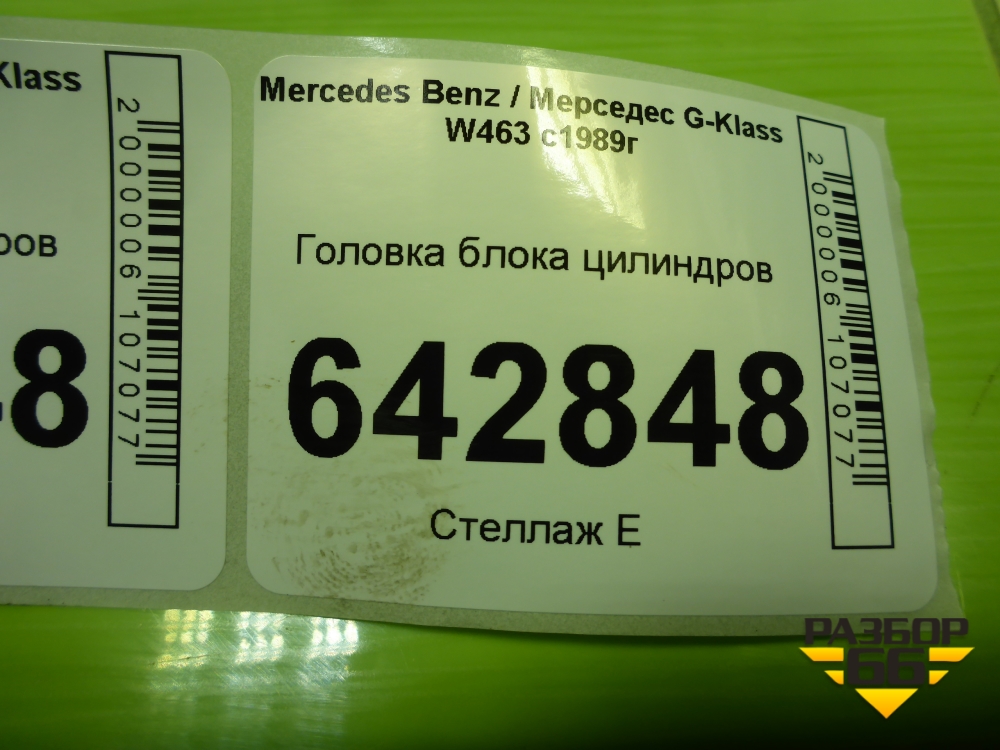 Klass
2000006107077
ров
8
Mercedes Benz / Мерседес G-Klass
W463 с1989г
Головка блока цилиндров
642848
Стеллаж Е
2000006107077
РАЗБОР
66